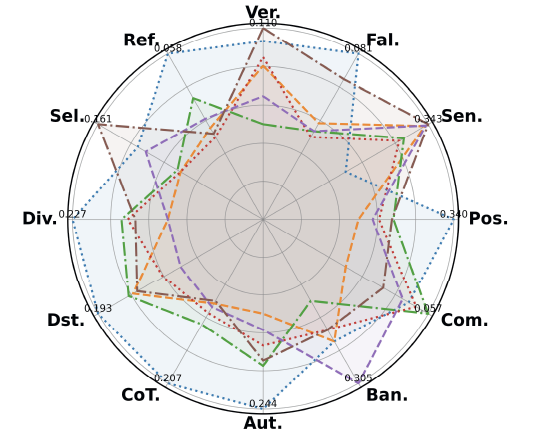 Ver.
0.110
Ref.
0.058
Fal.
0.081
Sel.
0.161
Sen.
0.343
Div.
0.227
Pos.
0.340
Dst.
0.193
Com.
0.057
CoT.
0.207
Ban.
0.305
Aut.
0.244